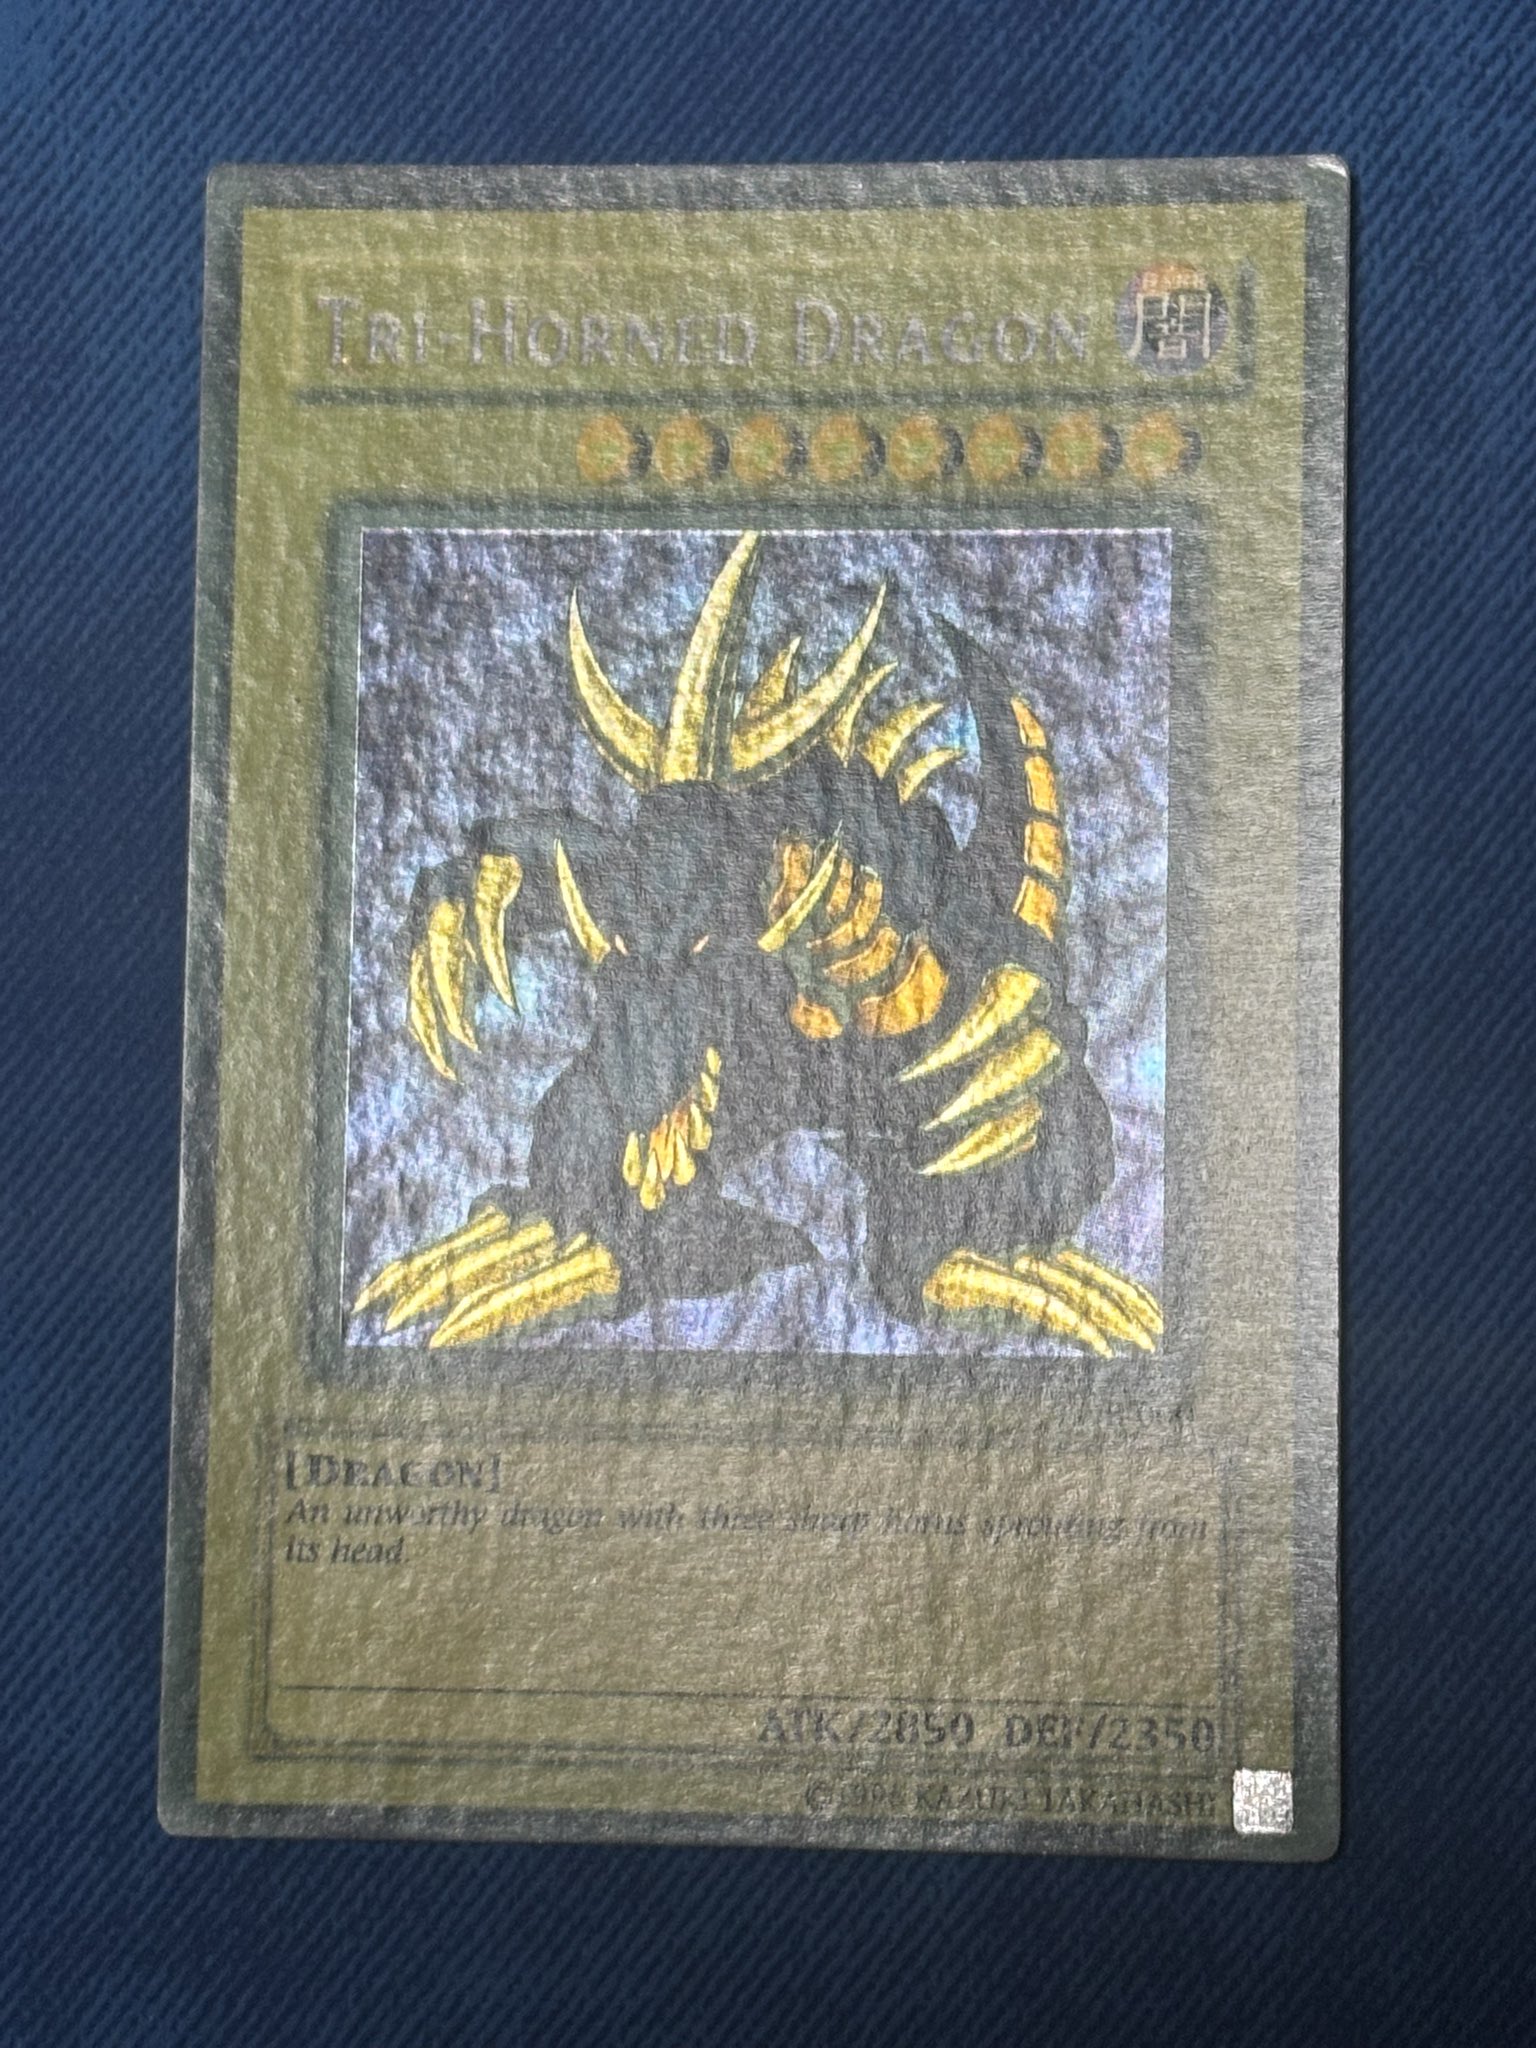 TRI-HORNED DRAGON 闇
[DRAGON]
An unworthy dragon with three sharp horns sprouting from
its head.
ATK/2850 DEF/2350
©1996 KAZUKI TAKAHASHI